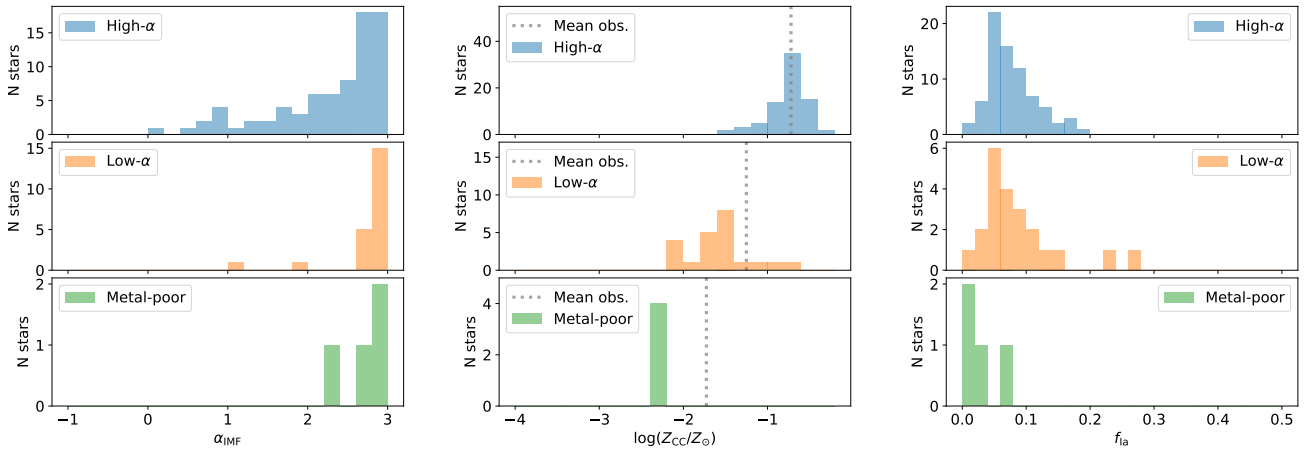 N stars
15
10
5
0
High-α
N stars
40
20
0
Mean obs.
High-α
N stars
20
10
0
High-α
N stars
15
10
5
0
Low-α
N stars
15
10
5
0
Mean obs.
Low-α
N stars
6
4
2
0
Low-α
N stars
2
1
0
Metal-poor
−1 0 1 2 3
α_IMF
N stars
4
2
0
Mean obs.
Metal-poor
−4 −3 −2 −1
log(Z_CC/Z_⊙)
N stars
2
1
0
Metal-poor
0.0 0.1 0.2 0.3 0.4 0.5
f_Ia